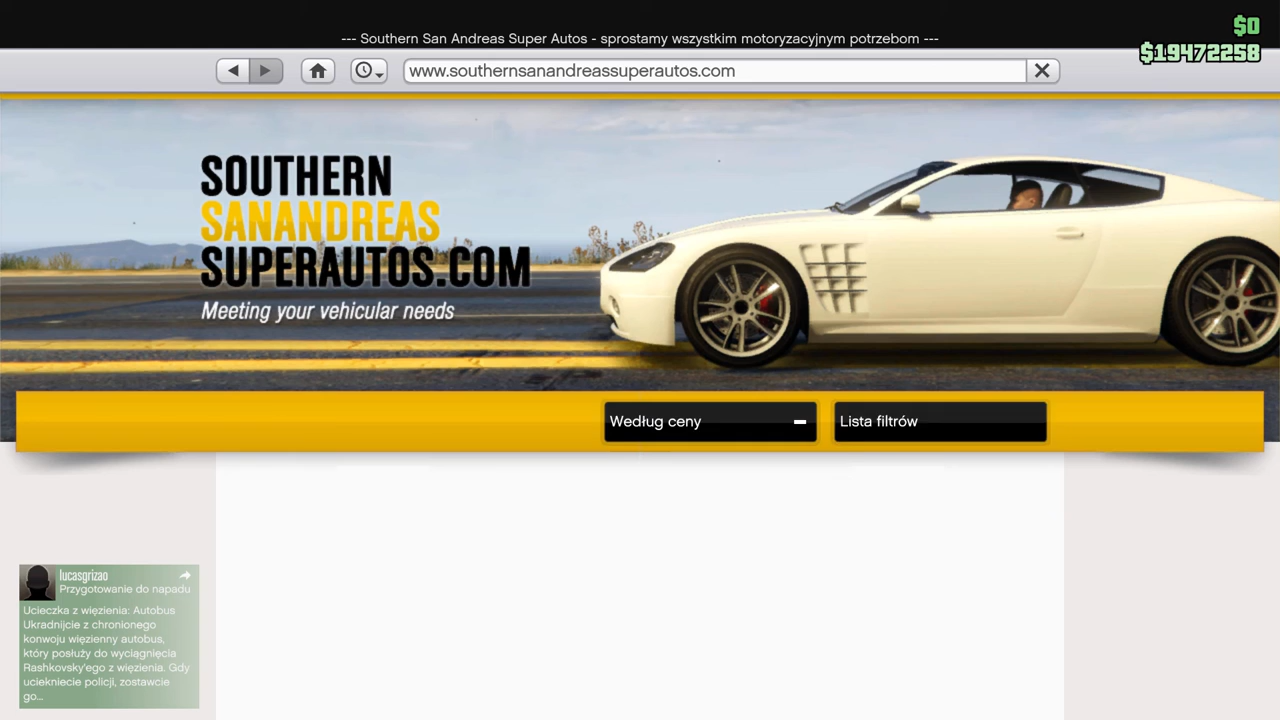 $0
--- Southern San Andreas Super Autos - sprostamy wszystkim motoryzacyjnym potrzebom ---
$19472258
www.southernsanandreassuperautos.com
SOUTHERN
SANANDREAS
SUPERAUTOS.COM
Meeting your vehicular needs
Według ceny
Lista filtrów
lucasgrizao
Przygotowanie do napadu
Ucieczka z więzienia: Autobus
Ukradnijcie z chronionego
konwoju więzienny autobus,
który posłuży do wyciągnięcia
Rashkovsky'ego z więzienia. Gdy
uciekniecie policji, zostawcie
go...